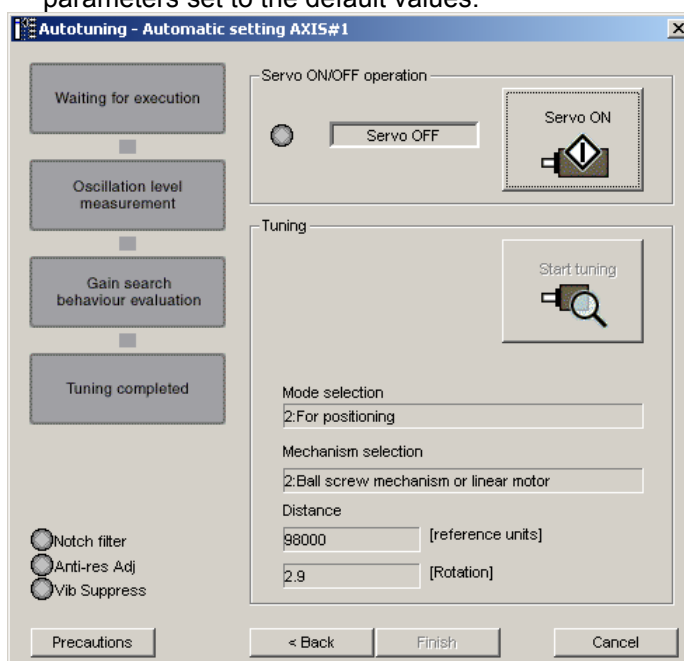 parameters set to the default values.
Autotuning - Automatic setting AXIS#1
Waiting for execution
Oscillation level
measurement
Gain search
behaviour evaluation
Tuning completed
Notch filter
Anti-res Adj
Vib Suppress
Servo ON/OFF operation
Servo OFF
Servo ON
Tuning
Start tuning
Mode selection
2:For positioning
Mechanism selection
2:Ball screw mechanism or linear motor
Distance
98000 [reference units]
2.9 [Rotation]
Precautions
< Back
Finish
Cancel